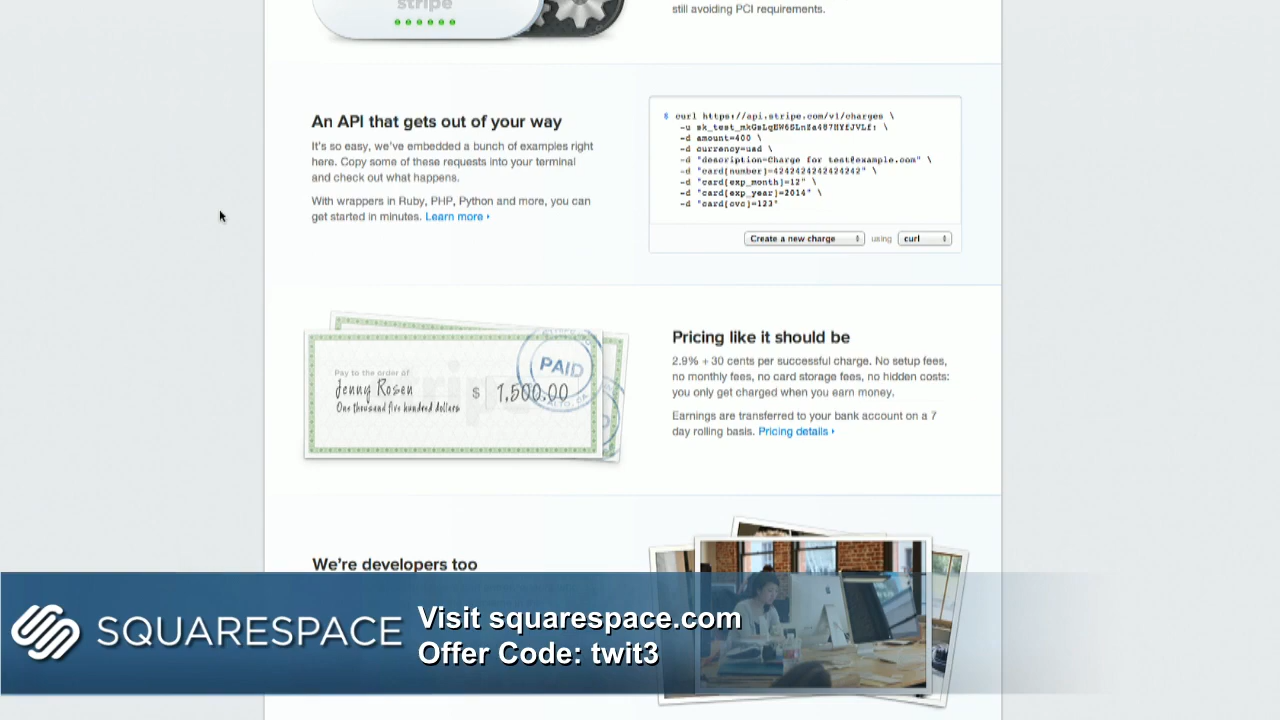 stripe
still avoiding PCI requirements.
An API that gets out of your way
It's so easy, we've embedded a bunch of examples right
here. Copy some of these requests into your terminal
and check out what happens.
With wrappers in Ruby, PHP, Python and more, you can
get started in minutes. Learn more
curl https://api.stripe.com/v1/charges \
-d amount=400 \
-d currency=usd \
-d "description=Charge for test@example.com" \
-d "card[number]=4242424242424242" \
-d "card[exp_month]=12" \
-d "card[exp_year]=2014" \
-d "card[cvc]=123"
Create a new charge using curl
Pay to the order of
Jenny Rosen $ 1,500.00
One thousand five hundred dollars
PAID
Pricing like it should be
2.9% + 30 cents per successful charge. No setup fees,
no monthly fees, no card storage fees, no hidden costs:
you only get charged when you earn money.
Earnings are transferred to your bank account on a 7
day rolling basis. Pricing details
We're developers too
SQUARESPACE
Visit squarespace.com
Offer Code: twit3